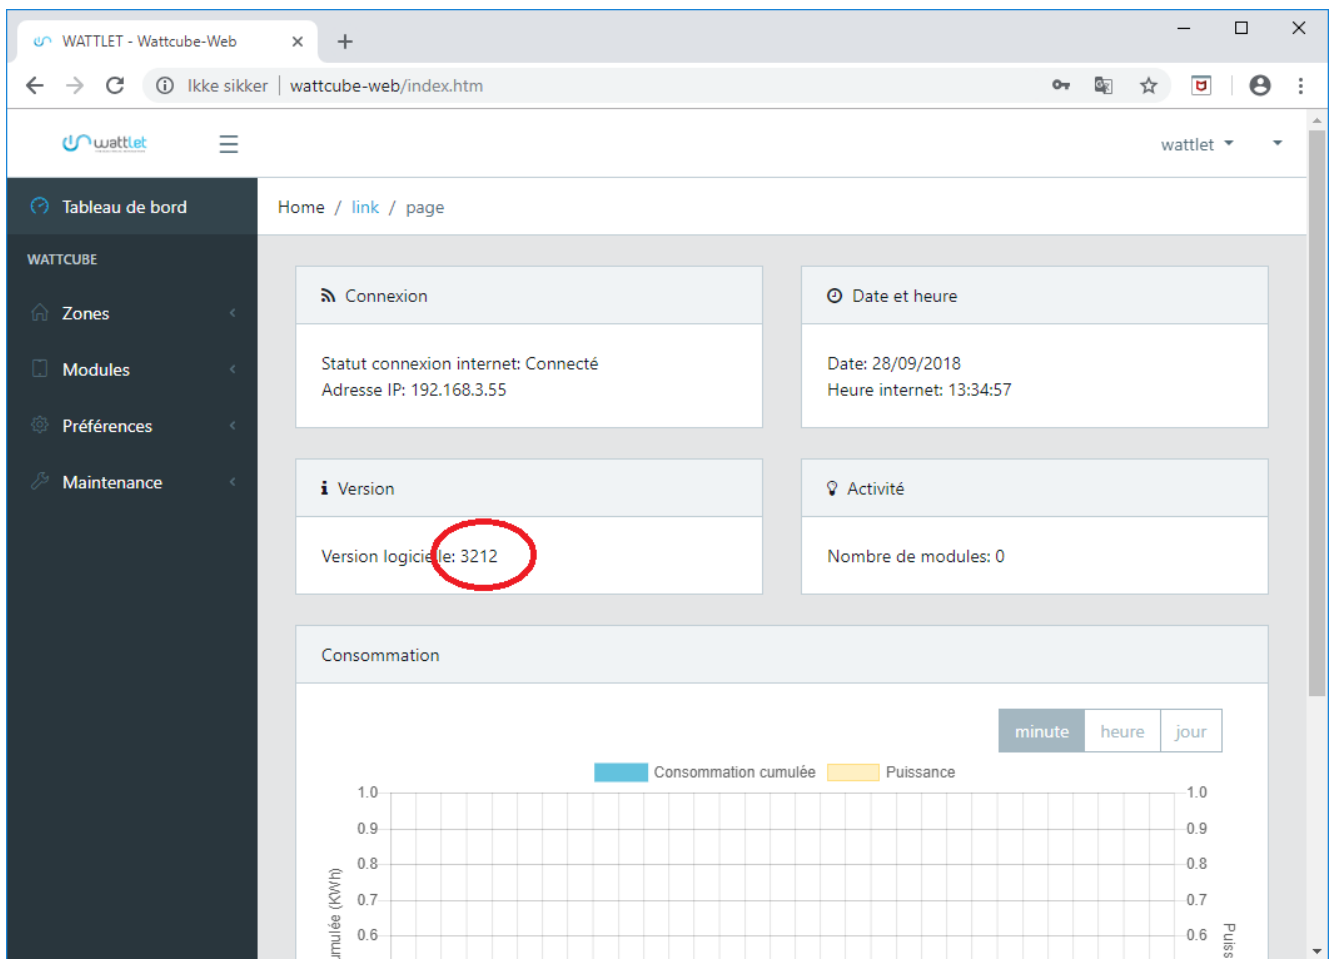 WATTLET - Wattcube-Web
Ikke sikker | wattcube-web/index.htm
wattlet
wattlet
Tableau de bord
Home / link / page
WATTCUBE
Zones
Modules
Préférences
Maintenance
Connexion
Statut connexion internet: Connecté
Adresse IP: 192.168.3.55
Date et heure
Date: 28/09/2018
Heure internet: 13:34:57
Version
Version logicielle: 3212
Activité
Nombre de modules: 0
Consommation
minute heure jour
Consommation cumulée Puissance
1.0 1.0
0.9 0.9
0.8 0.8
0.7 0.7
0.6 0.6
umulée (KWh)
Puiss